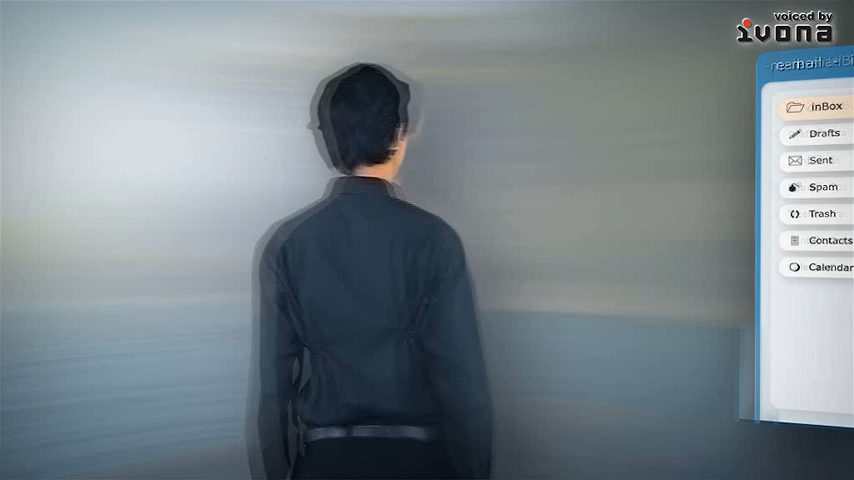 voiced by
ivona
inBox
Drafts
Sent
Spam
Trash
Contacts
Calendar